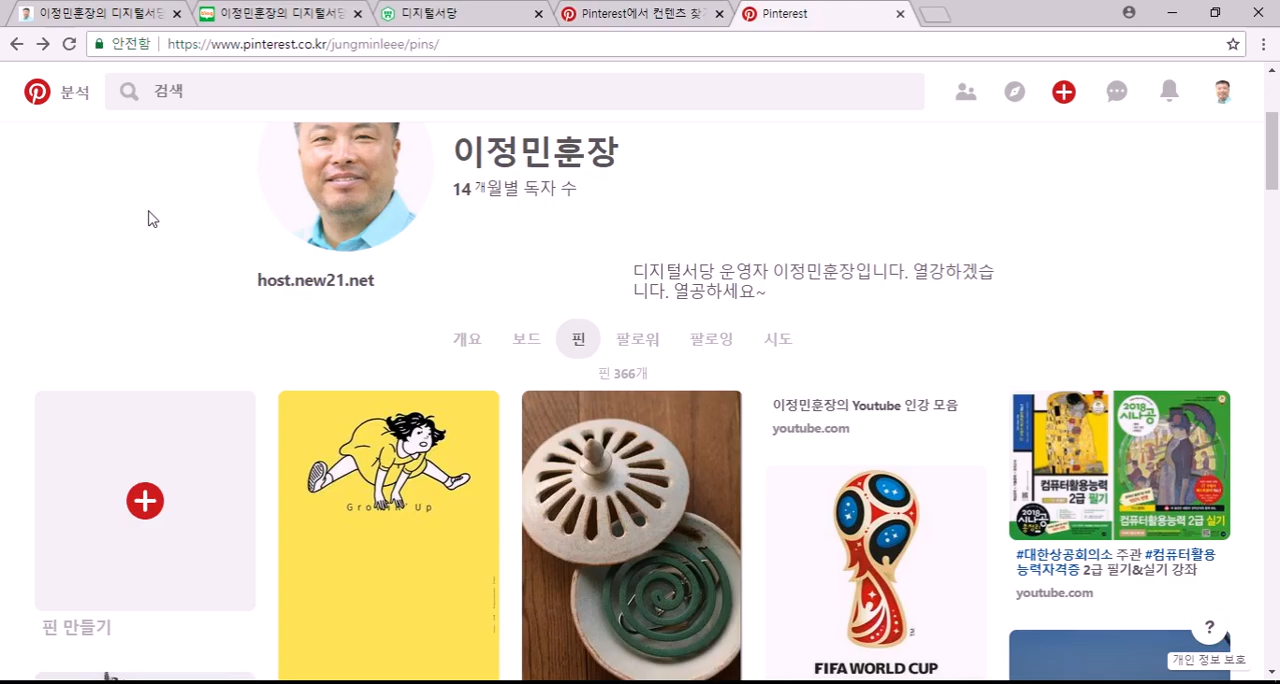 이정민훈장의 디지털서당
이정민훈장의 디지털서당
디지털서당
Pinterest에서 컨텐츠 찾기
Pinterest
안전함
https://www.pinterest.co.kr/jungminleee/pins/
분석
검색
이정민훈장
14 개월별 독자 수
host.new21.net
디지털서당 운영자 이정민훈장입니다. 열강하겠습
니다. 열공하세요~
개요 보드 핀 팔로워 팔로잉 시도
핀 366개
핀 만들기
Growth Up
이정민훈장의 Youtube 인강 모음
youtube.com
FIFA WORLD CUP
2018
시나공
컴퓨터활용능력
2급 필기
2018
시나공
컴퓨터활용능력
2급 실기
#대한상공회의소 주관 #컴퓨터활용
능력자격증 2급 필기&실기 강좌
youtube.com
?
개인 정보 보호